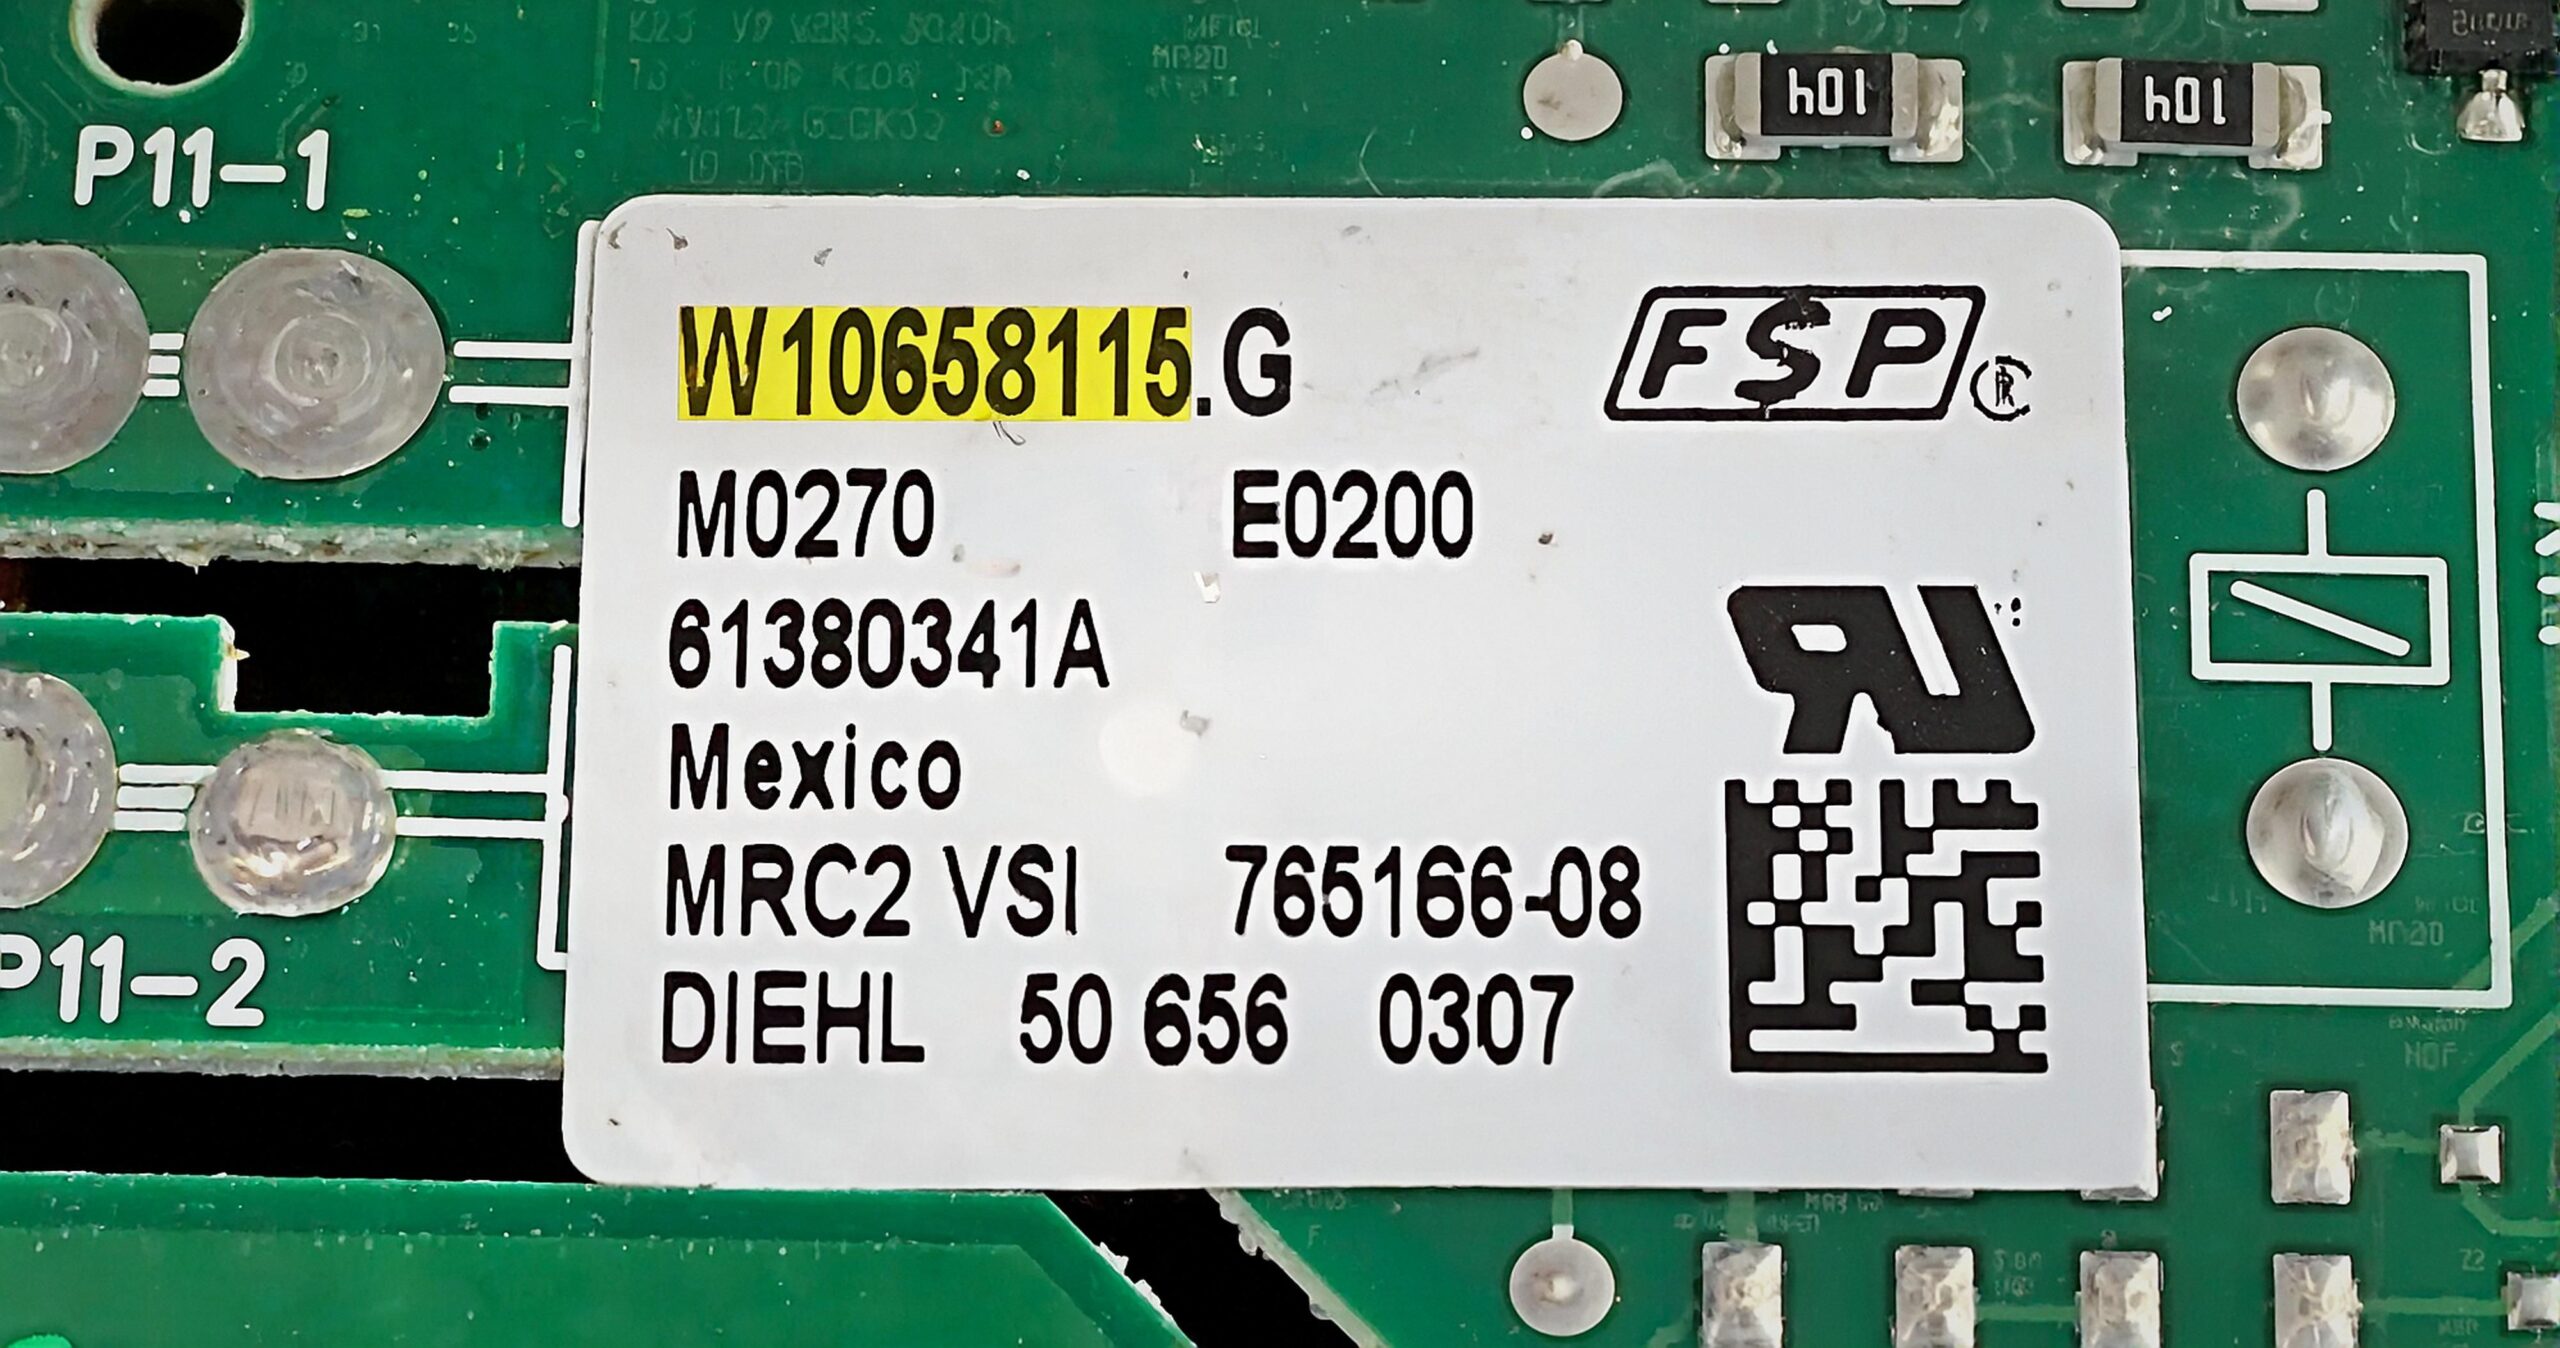 P11-1
104
104
W10658115.G
FSP
M0270 E0200
61380341A
Mexico
MRC2 VSI 765166-08
DIEHL 50 656 0307
P11-2